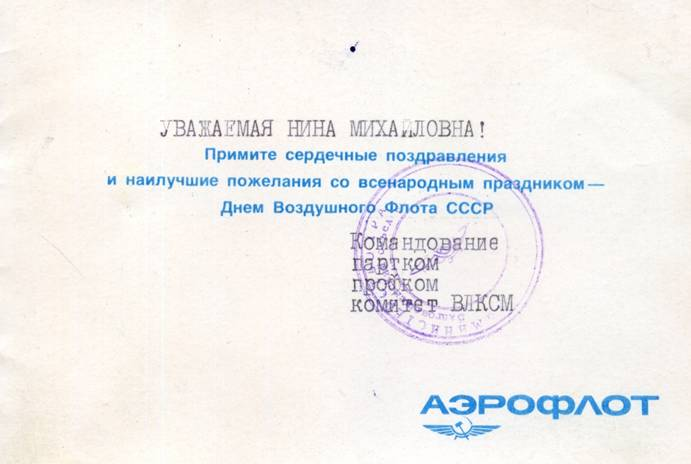 УВАЖАЕМАЯ НИНА МИХАЙЛОВНА!
Примите сердечные поздравления
и наилучшие пожелания со всенародным праздником—
Днем Воздушного Флота СССР
Командование
партком
профком
комитет ВЛКСМ
АЭРОФЛОТ